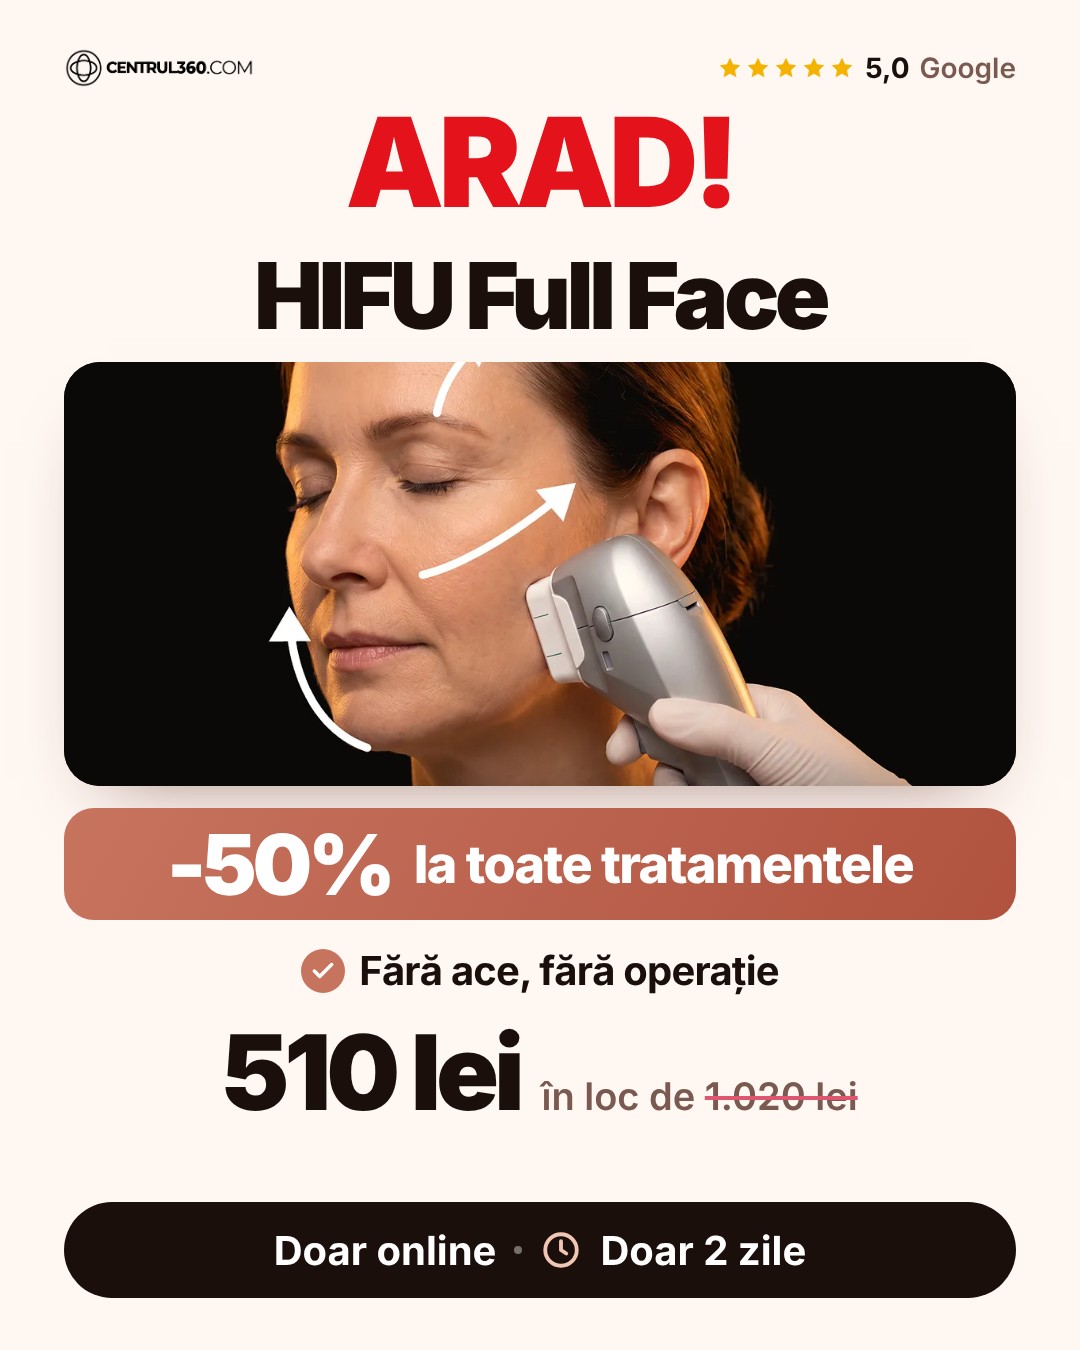 CENTRUL360.COM
5,0 Google
ARAD!
HIFU Full Face
-50% la toate tratamentele
Fără ace, fără operație
510 lei în loc de 1.020 lei
Doar online • Doar 2 zile